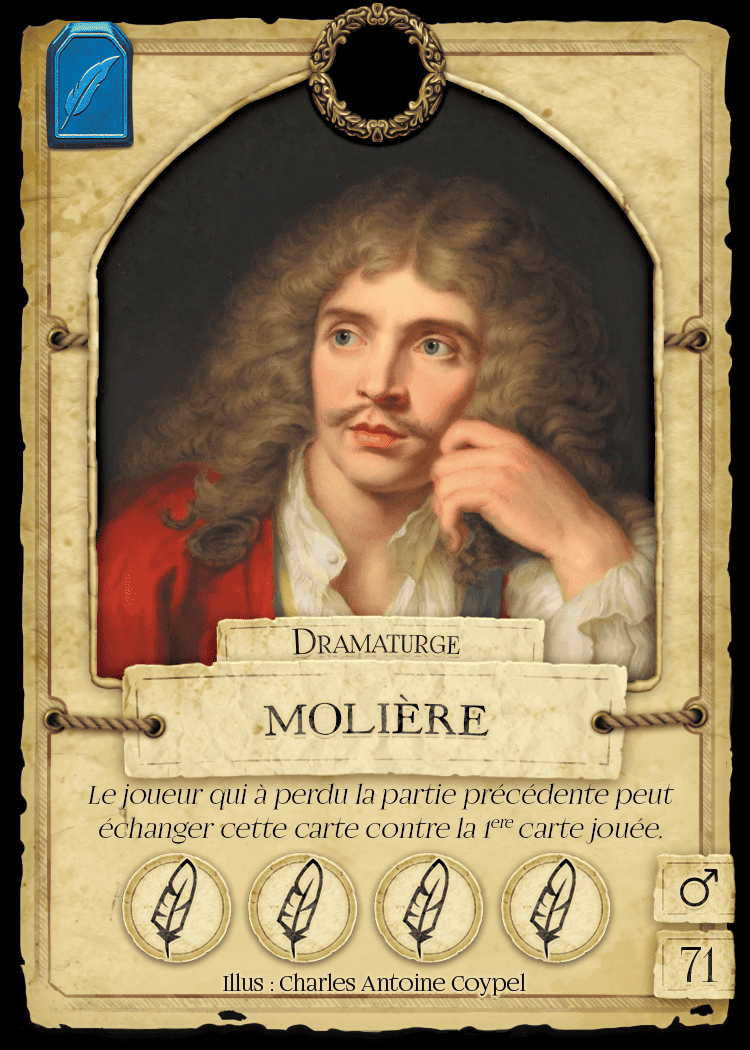 Dramaturge
MOLIÈRE
Le joueur qui à perdu la partie précédente peut
échanger cette carte contre la 1ere carte jouée.
♂
71
Illus : Charles Antoine Coypel